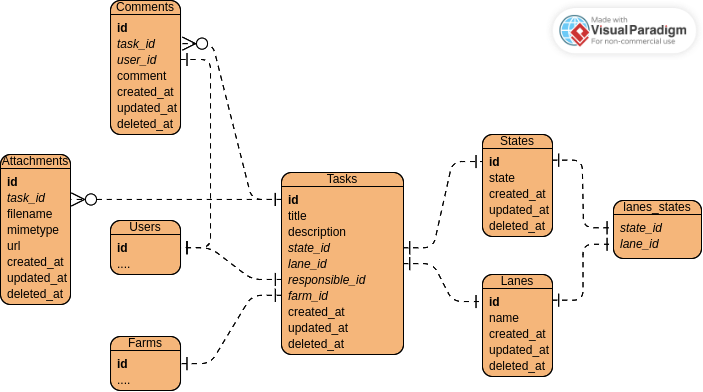 Comments
id
task_id
user_id
comment
created_at
updated_at
deleted_at
Made with
VisualParadigm
For non-commercial use
Attachments
id
task_id
filename
mimetype
url
created_at
updated_at
deleted_at
Users
id
....
Farms
id
....
Tasks
id
title
description
state_id
lane_id
responsible_id
farm_id
created_at
updated_at
deleted_at
States
id
state
created_at
updated_at
deleted_at
Lanes
id
name
created_at
updated_at
deleted_at
lanes_states
state_id
lane_id